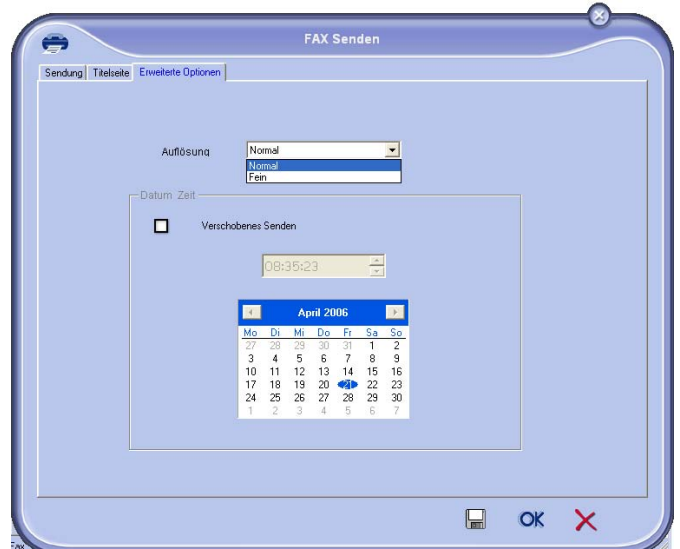 FAX Senden
Sendung Titelseite Erweiterte Optionen
Auflösung Normal
Normal
Fein
Datum Zeit
Verschobenes Senden
08:35:23
April 2006
Mo Di Mi Do Fr Sa So
27 28 29 30 31 1 2
3 4 5 6 7 8 9
10 11 12 13 14 15 16
17 18 19 20 21 22 23
24 25 26 27 28 29 30
1 2 3 4 5 6 7
OK
Fax